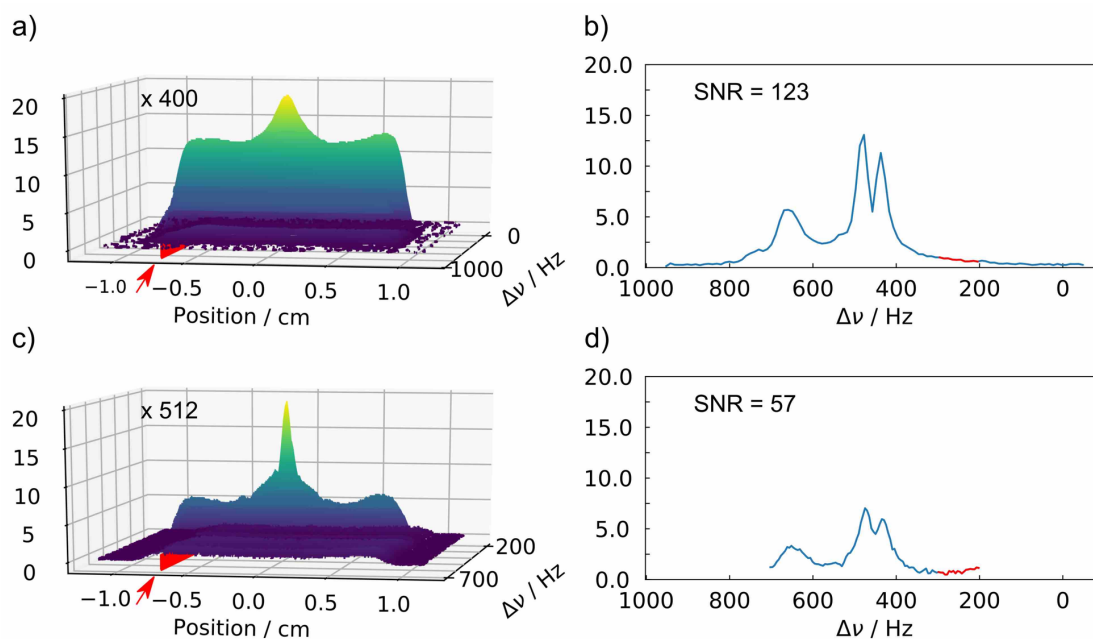 a)
x 400
20
15
10
5
0
−1.0
−0.5
0.0
0.5
1.0
Position / cm
0
1000
Δν / Hz
b)
SNR = 123
20.0
15.0
10.0
5.0
0.0
1000 800 600 400 200 0
Δν / Hz
c)
x 512
20
15
10
5
0
−1.0
−0.5
0.0
0.5
1.0
Position / cm
200
700
Δν / Hz
d)
SNR = 57
20.0
15.0
10.0
5.0
0.0
1000 800 600 400 200 0
Δν / Hz